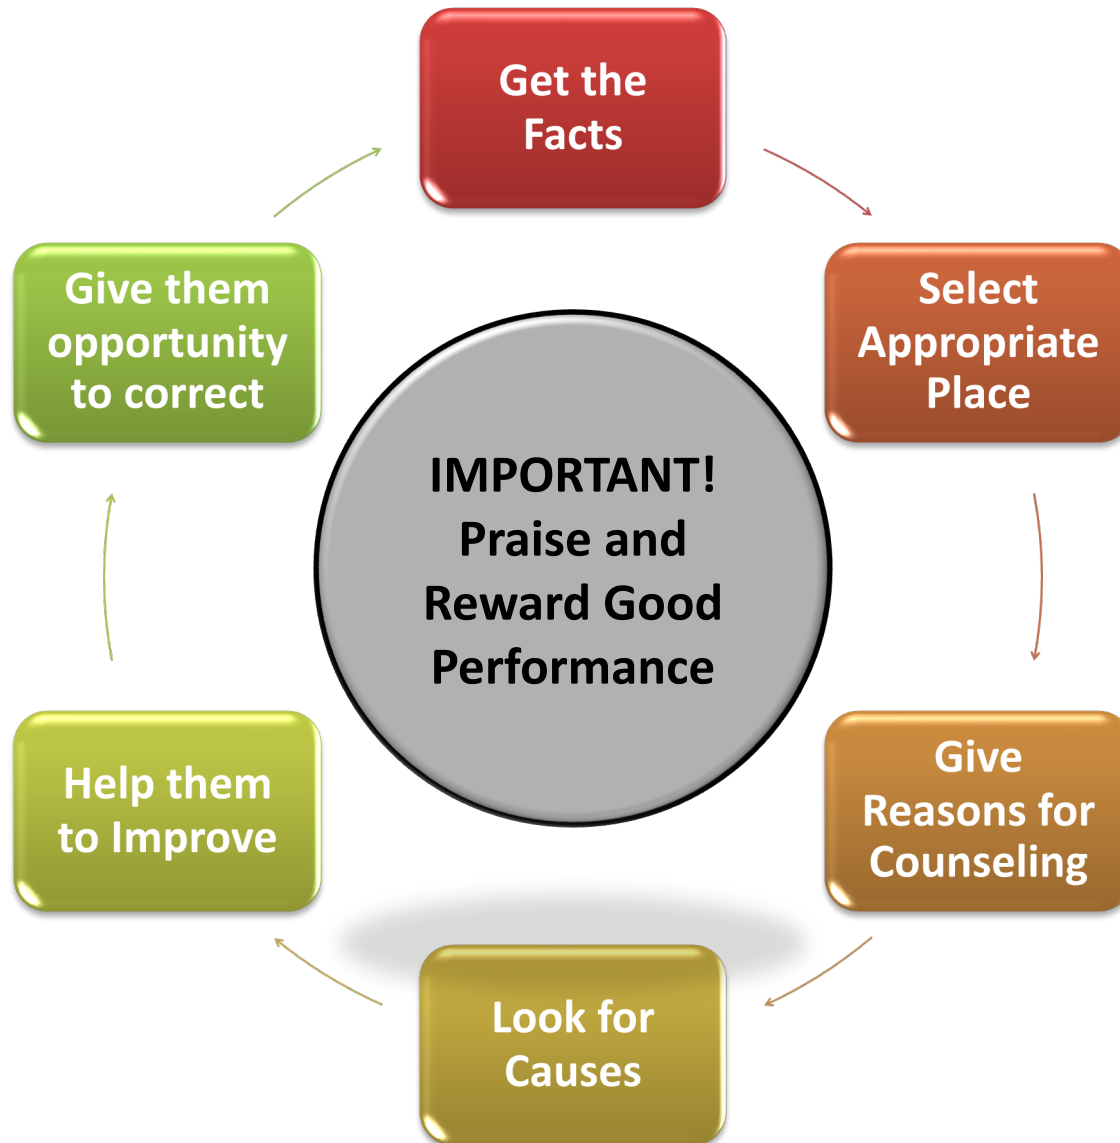 Get the
Facts
Select
Appropriate
Place
Give
Reasons for
Counseling
Look for
Causes
Help them
to Improve
Give them
opportunity
to correct
IMPORTANT!
Praise and
Reward Good
Performance